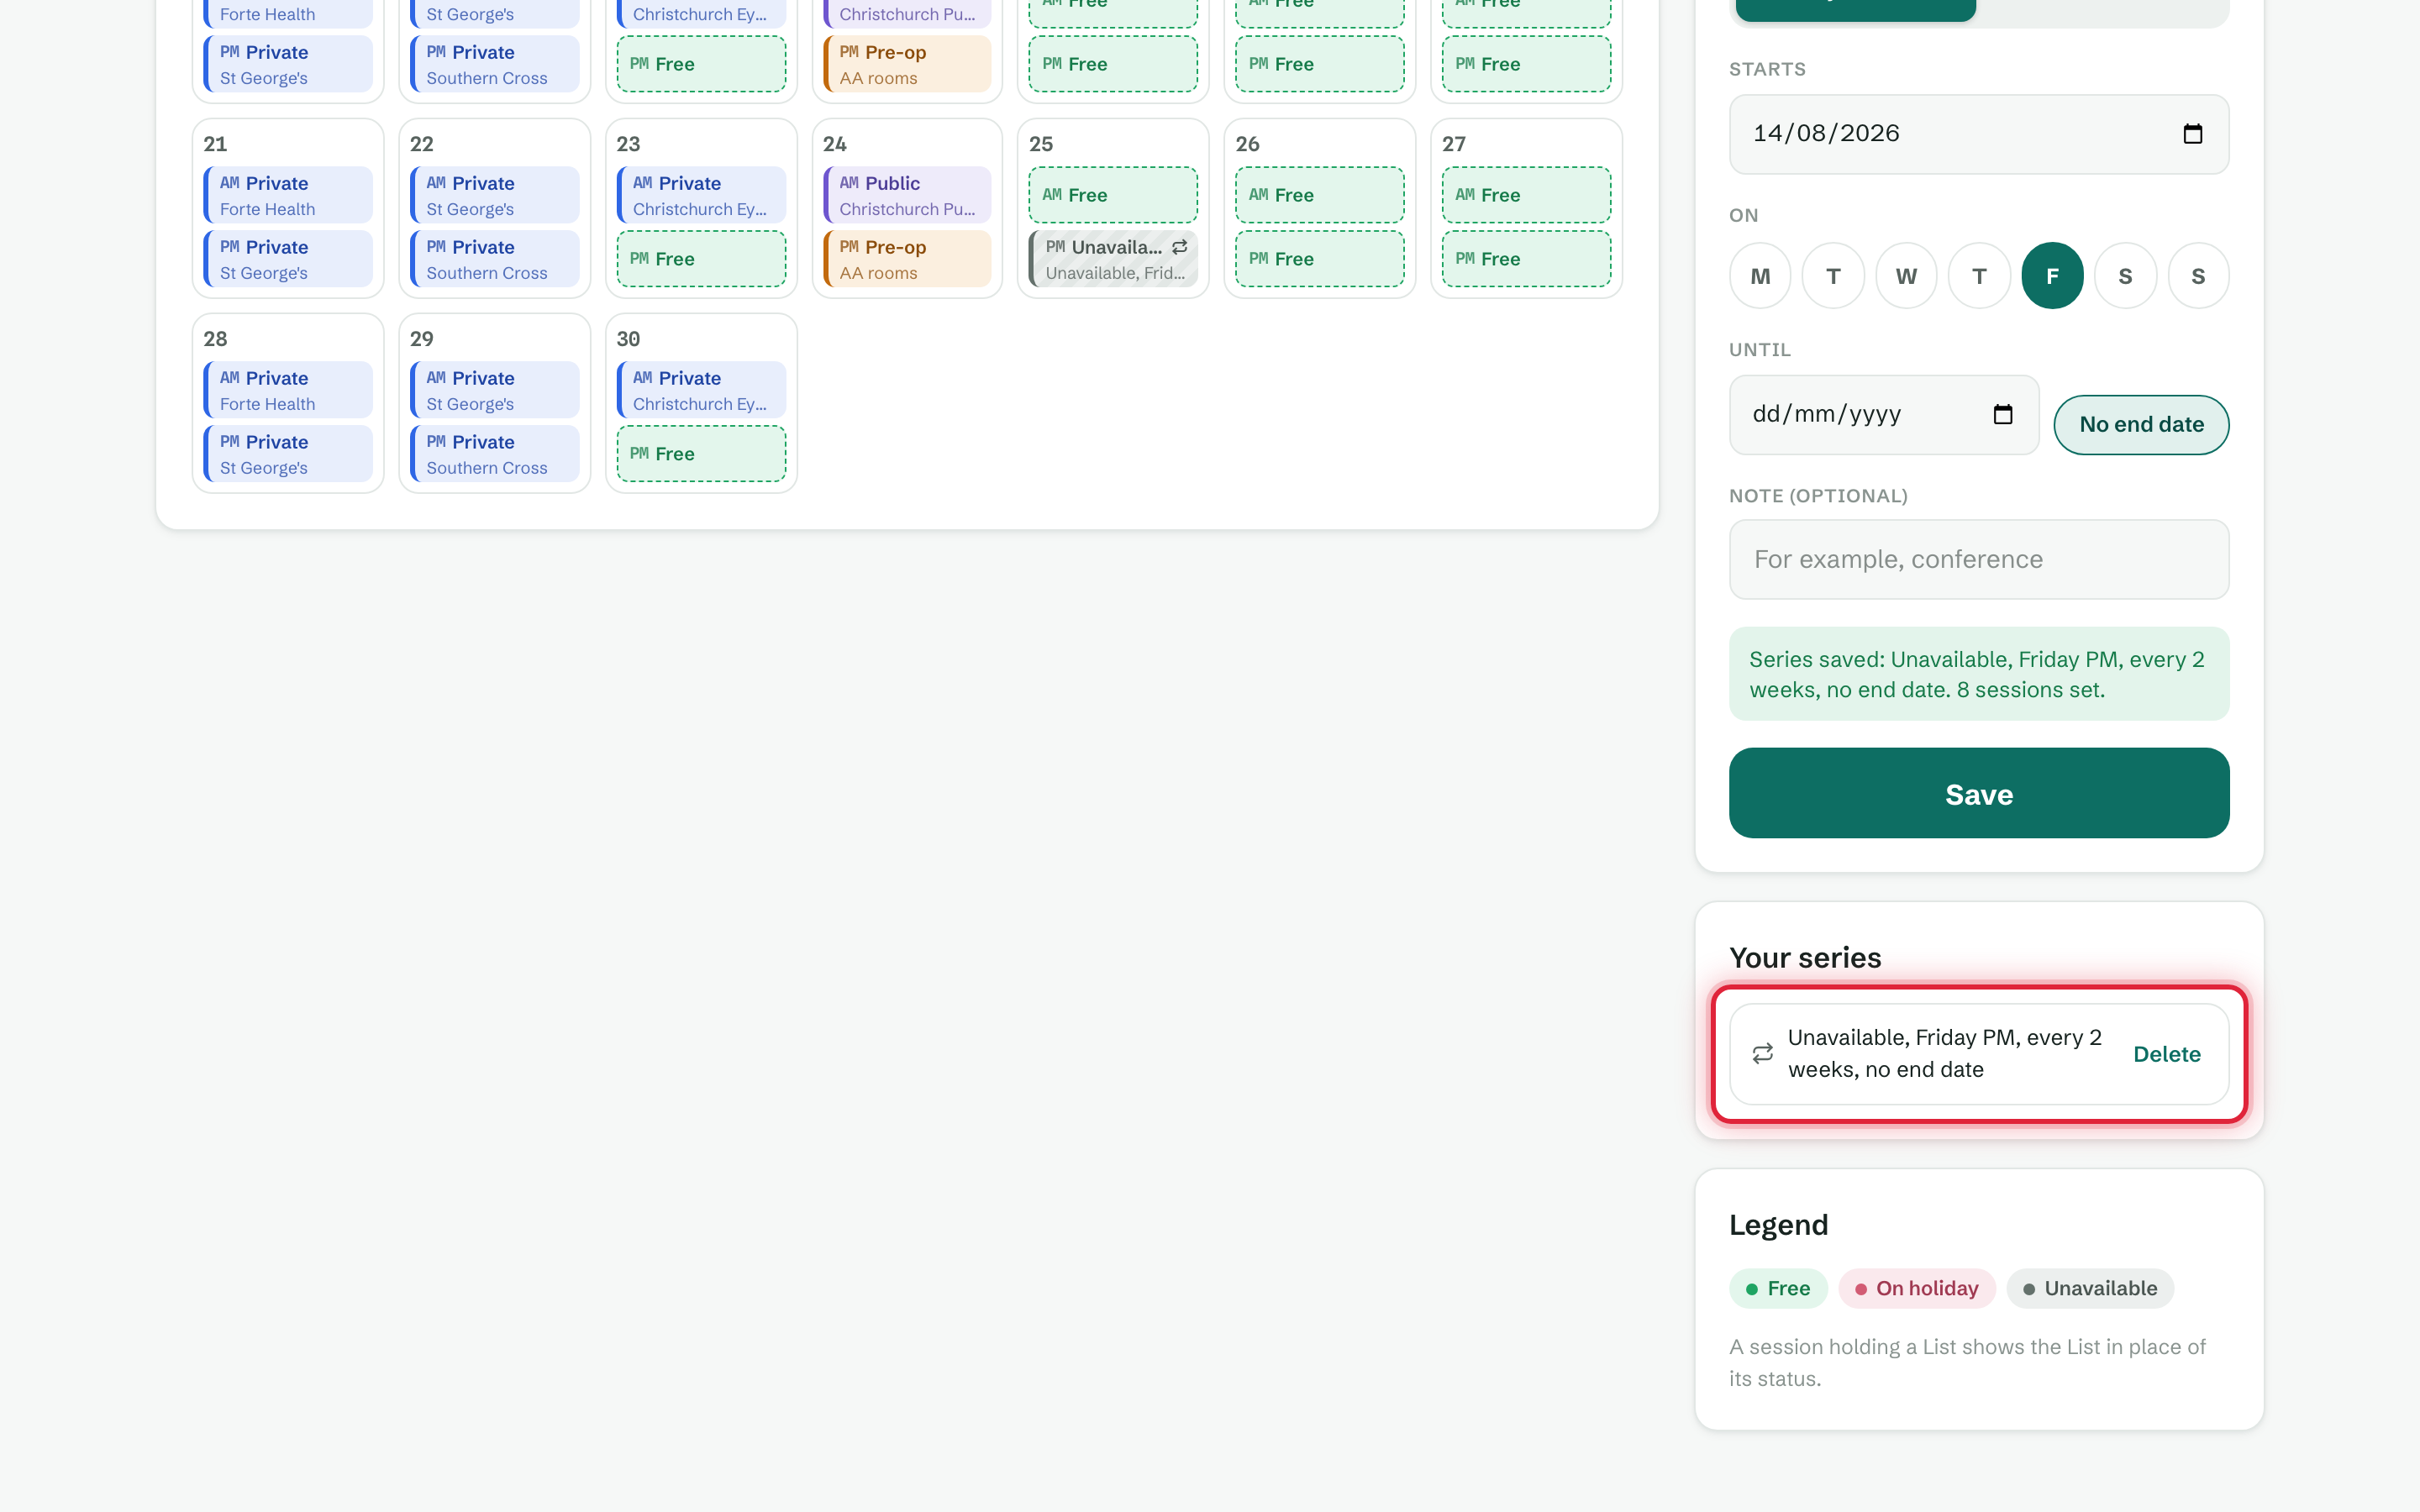 Forte Health
St George's
Christchurch Ey...
Christchurch Pu...
PM Private
St George's
PM Private
Southern Cross
PM Free
PM Pre-op
AA rooms
PM Free
PM Free
PM Free
21
AM Private
Forte Health
PM Private
St George's
22
AM Private
St George's
PM Private
Southern Cross
23
AM Private
Christchurch Ey...
PM Free
24
AM Public
Christchurch Pu...
PM Pre-op
AA rooms
25
AM Free
PM Unavaila...
Unavailable, Frid...
26
AM Free
PM Free
27
AM Free
PM Free
28
AM Private
Forte Health
PM Private
St George's
29
AM Private
St George's
PM Private
Southern Cross
30
AM Private
Christchurch Ey...
PM Free
STARTS
14/08/2026
ON
M T W T F S S
UNTIL
dd/mm/yyyy
No end date
NOTE (OPTIONAL)
For example, conference
Series saved: Unavailable, Friday PM, every 2
weeks, no end date. 8 sessions set.
Save
Your series
Unavailable, Friday PM, every 2
weeks, no end date
Delete
Legend
Free
On holiday
Unavailable
A session holding a List shows the List in place of
its status.